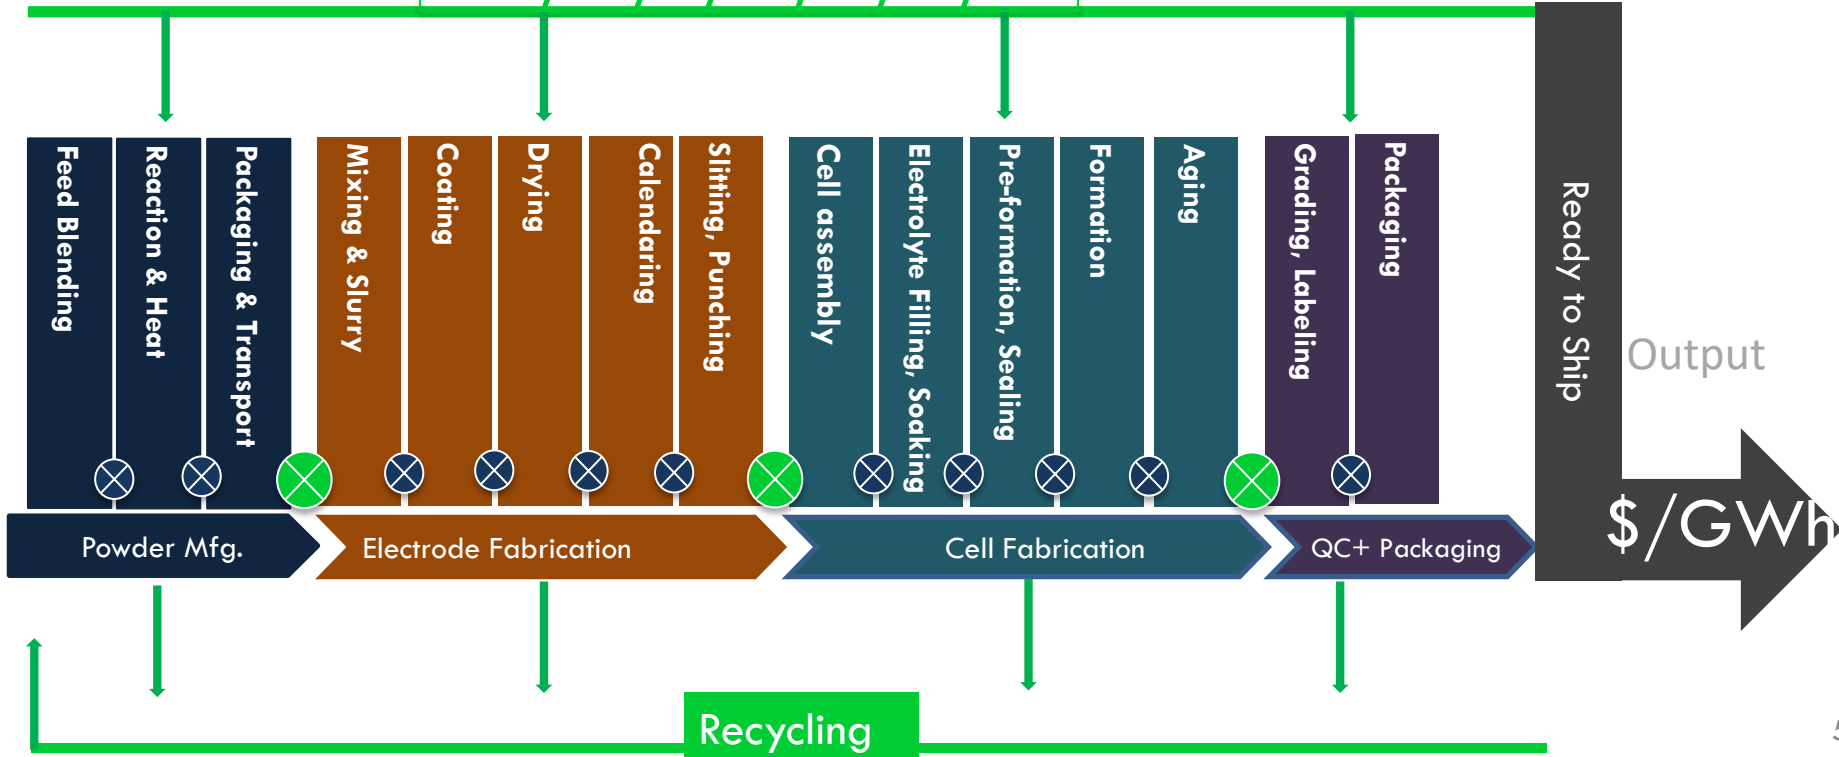 Feed Blending
Reaction & Heat
Packaging & Transport
Mixing & Slurry
Coating
Drying
Calendaring
Slitting, Punching
Cell assembly
Electrolyte Filling, Soaking
Pre-formation, Sealing
Formation
Aging
Grading, Labeling
Packaging
Ready to Ship
Output
$/GWh
Powder Mfg.
Electrode Fabrication
Cell Fabrication
QC+ Packaging
Recycling
5